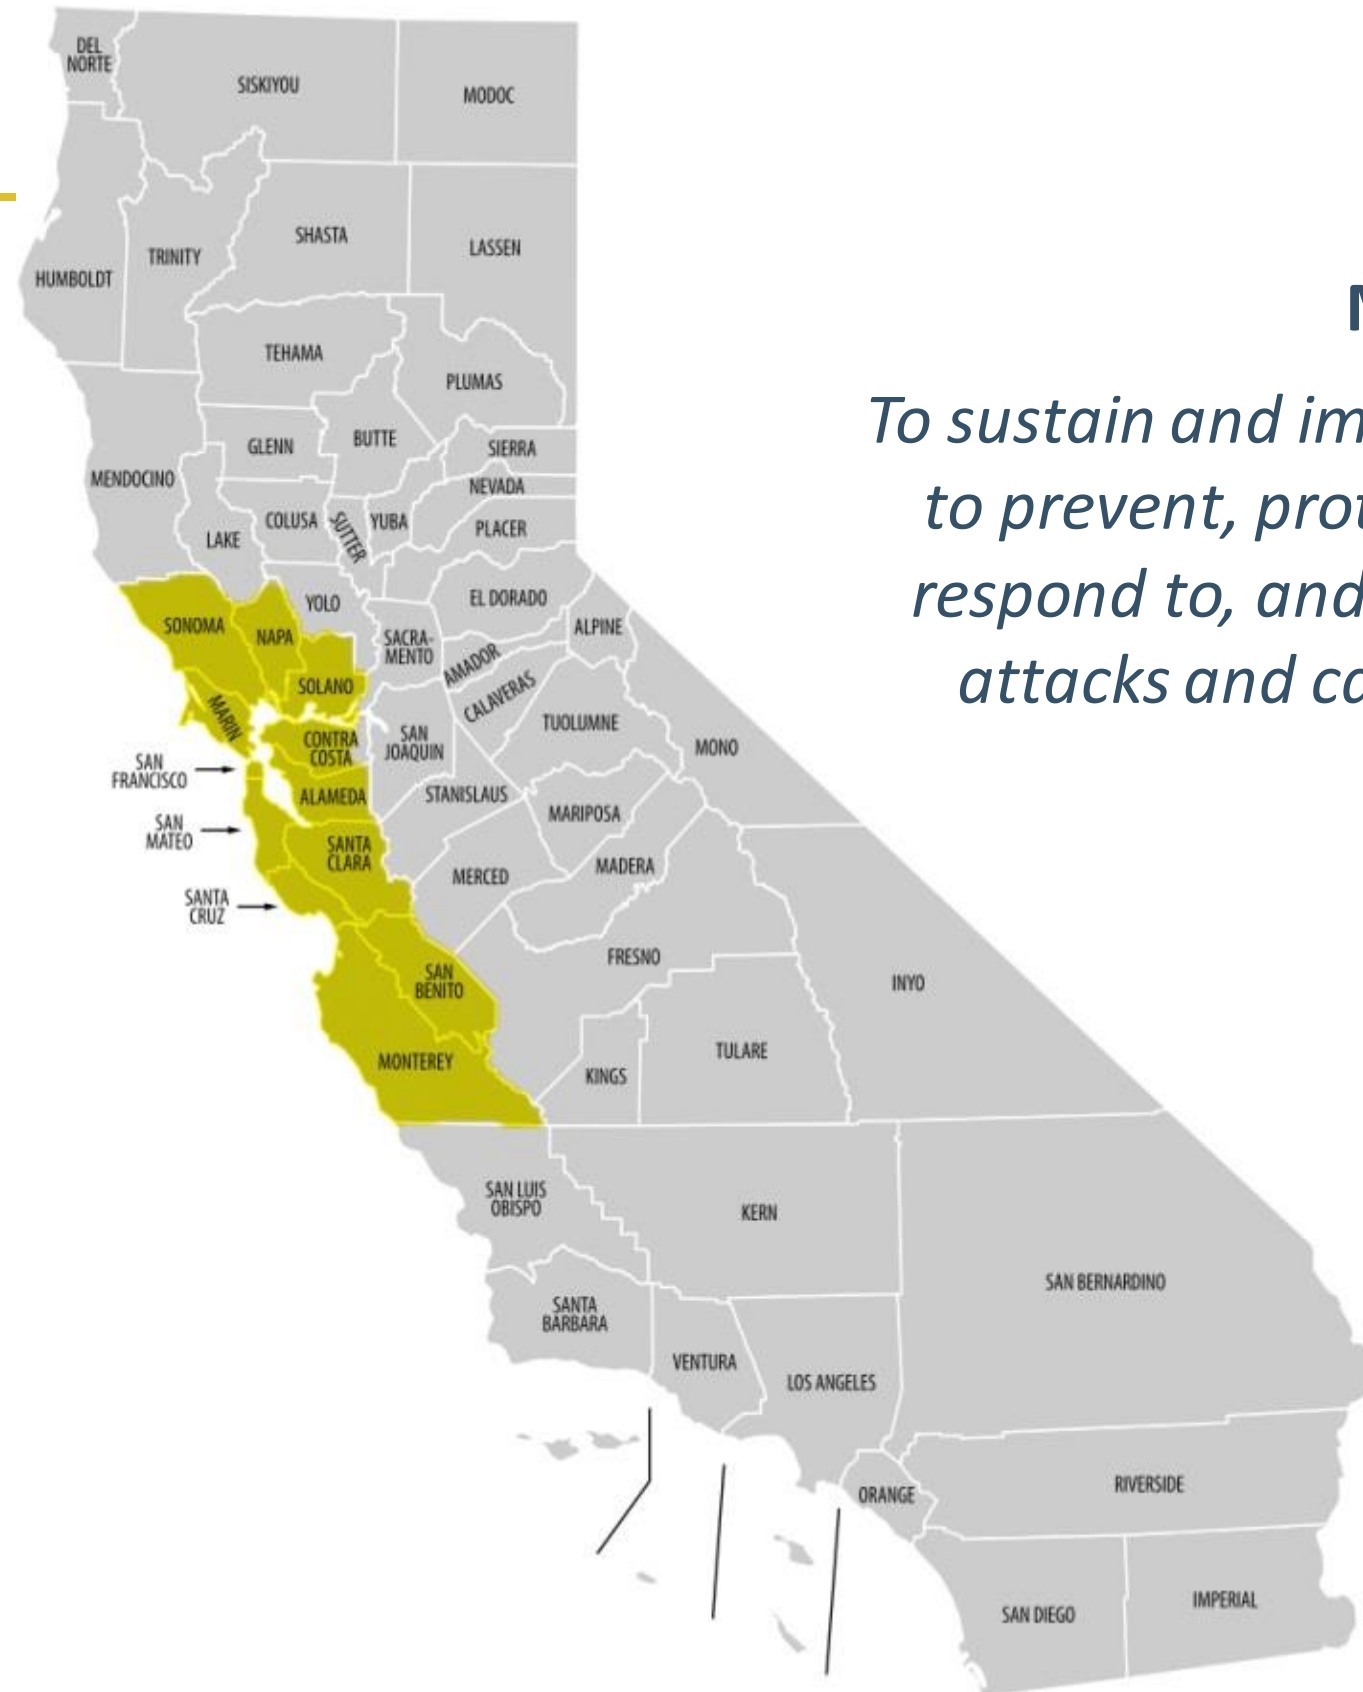 DEL
NORTE
SISKIYOU
MODOC
HUMBOLDT
TRINITY
SHASTA
LASSEN
TEHAMA
PLUMAS
MENDOCINO
GLENN
BUTTE
SIERRA
NEVADA
LAKE
COLUSA
SUTTER
YUBA
PLACER
SONOMA
NAPA
YOLO
EL DORADO
SACRA-
MENTO
AMADOR
ALPINE
SOLANO
CALAVERAS
MARIN
CONTRA
COSTA
SAN
JOAQUIN
TUOLUMNE
MONO
SAN
FRANCISCO
ALAMEDA
STANISLAUS
MARIPOSA
SAN
MATEO
SANTA
CLARA
MERCED
MADERA
SANTA
CRUZ
FRESNO
SAN
BENITO
INYO
MONTEREY
KINGS
TULARE
SAN LUIS
OBISPO
KERN
SAN BERNARDINO
SANTA
BARBARA
VENTURA
LOS ANGELES
ORANGE
RIVERSIDE
SAN DIEGO
IMPERIAL
To sustain and im
to prevent, prot
respond to, and
attacks and ca